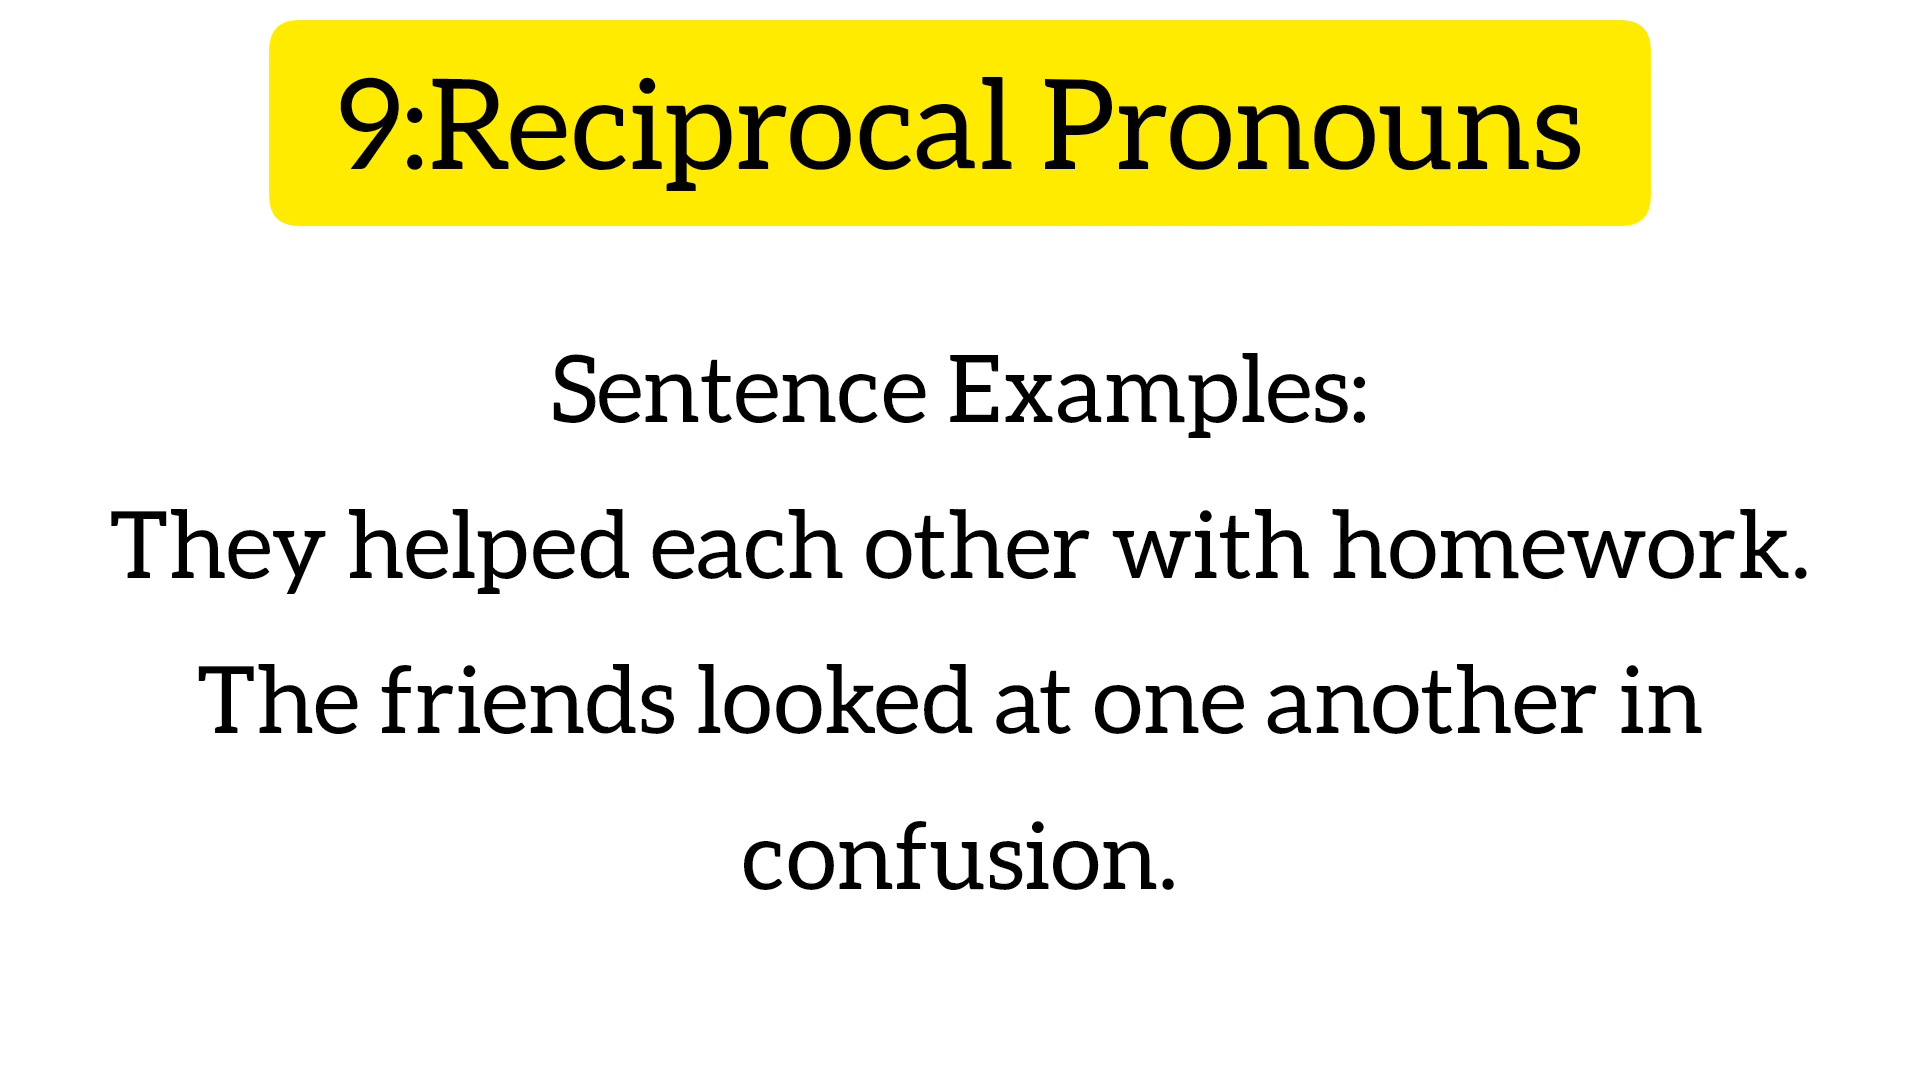 9:Reciprocal Pronouns
Sentence Examples:
They helped each other with homework.
The friends looked at one another in
confusion.